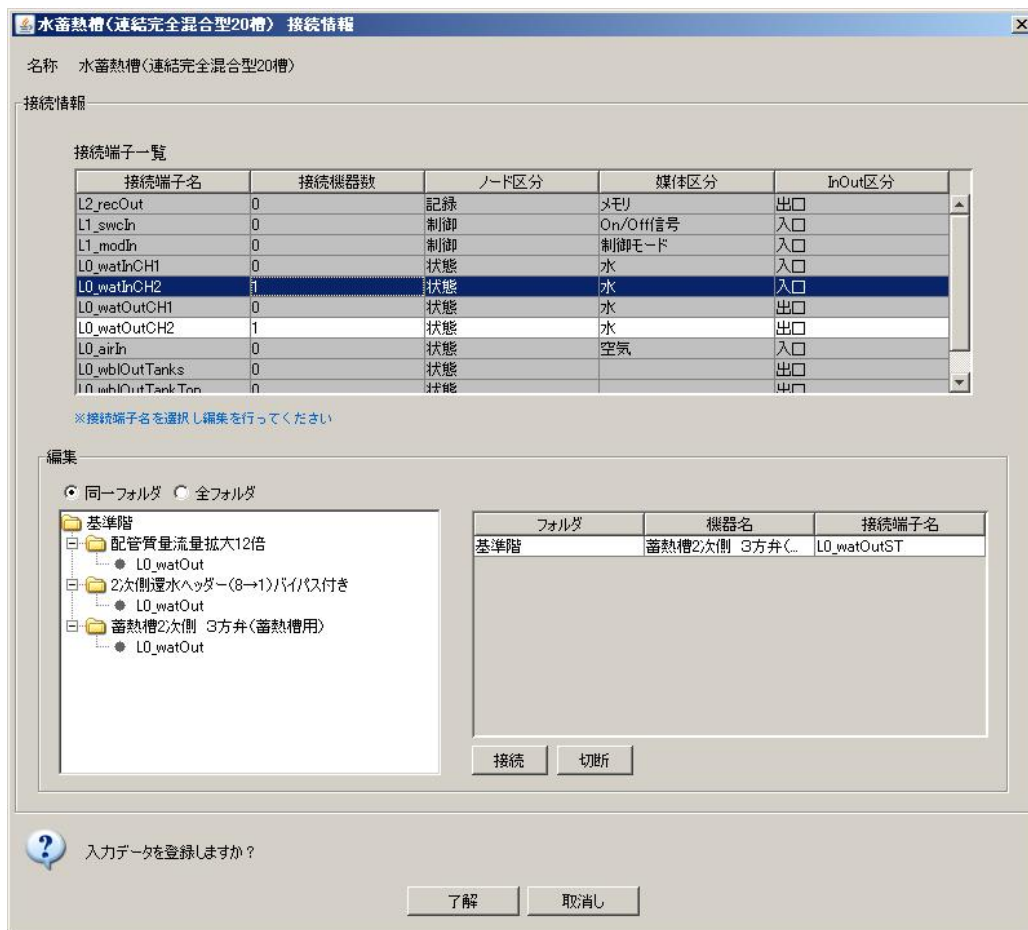 水蓄熱槽(連結完全混合型20槽) 接続情報
名称 水蓄熱槽(連結完全混合型20槽)
接続情報
接続端子一覧
接続端子名 接続機器数 ノード区分 媒体区分 InOut区分
L2_recOut 0 記録 メモリ 出口
L1_swcIn 0 制御 On/Off信号 入口
L1_modIn 0 制御 制御モード 入口
L0_watInCH1 0 状態 水 入口
L0_watInCH2 1 状態 水 入口
L0_watOutCH1 0 状態 水 出口
L0_watOutCH2 1 状態 水 出口
L0_airIn 0 状態 空気 入口
L0_wblOutTanks 0 状態 出口
L0_wblOutTankTop 0 状態 出口
※接続端子名を選択し編集を行ってください
編集
同一フォルダ 全フォルダ
基準階
配管質量流量拡大12倍
L0_watOut
2次側還水ヘッダー(8→1)バイパス付き
L0_watOut
蓄熱槽2次側 3方弁(蓄熱槽用)
L0_watOut
フォルダ 機器名 接続端子名
基準階 蓄熱槽2次側 3方弁(... L0_watOutST
接続 切断
入力データを登録しますか?
了解 取消し